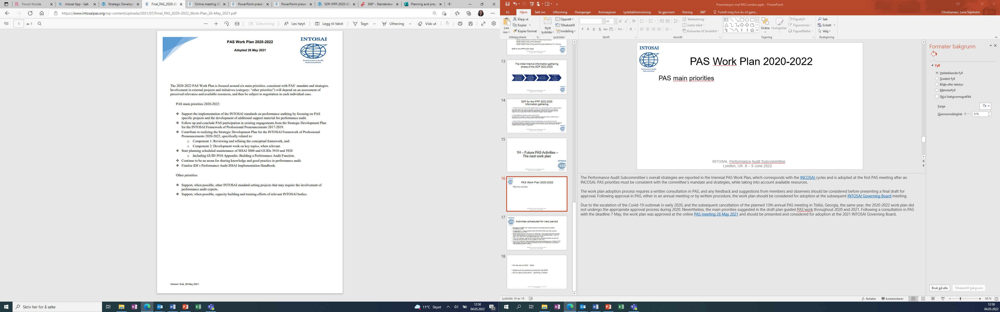 Forum forside
intosai fipp - Søk
Strategic Develop
Final_PAS_2020-20
Online meeting 20
PowerPoint-presen
PowerPoint-presen
SDP-IFPP-2020-20
360° - Standardsa
Planning and prep
https://www.intosaipas.org/wp-content/uploads/2021/07/Final_PAS_2020-2022_Work-Plan_26-May_2021.pdf
1 av 1
Sidevisning
Les høyt
Legg til tekst
Tegn
Utheving
Visk ut
PAS Work Plan 2020-2022
Adopted 26 May 2021
INTOSAI
Performance Audit
Subcommittee
The 2020-2022 PAS Work Plan is focused around six main priorities, consistent with PAS´ mandate and strategies.
Involvement in external projects and initiatives (category: “other priorities”) will depend on an assessment of
perceived relevance and available resources, and thus be subject to negotiation in each individual case.
PAS main priorities 2020-2022:
❖ Support the implementation of the INTOSAI standards on performance auditing by focusing on PAS
specific projects and the development of additional support material for performance audit.
❖ Follow up and conclude PAS participation in existing engagements from the Strategic Development Plan
for the INTOSAI Framework of Professional Pronouncements 2017-2019.
❖ Contribute to realizing the Strategic Development Plan for the INTOSAI Framework of Professional
Pronouncements 2020-2022, specifically related to:
o Component 1: Reviewing and refining the conceptual framework, and:
o Component 2: Development work on key topics, when relevant.
❖ Start planning scheduled maintenance of ISSAI 3000 and GUIDs 3910 and 3920
o Including GUID 3910 Appendix: Building a Performance Audit Function.
❖ Continue to be an arena for sharing knowledge and good practice in performance audit.
❖ Finalise IDI´s Performance Audit ISSAI Implementation Handbook.
Other priorities:
❖ Support, when possible, other INTOSAI standard setting projects that may require the involvement of
performance audit experts.
❖ Support, when possible, capacity building and training efforts of relevant INTOSAI bodies.
Version: final, 26 May 2021.
Skriv her for å søke
11°C Skyet
12:50
04.05.2022
22
Presentasjon mal PAS London.pptx - PowerPoint
Fil
Hjem
Sett inn
Utforming
Overganger
Animasjoner
Lysbildefremvisning
Se gjennom
Visning
360°
Fortell meg hva du vil gjøre...
Christiansen, Lene Siljeholm
Del
Lim
inn
Klipp ut
Kopier
Kopier format
Utklippstavle
Nytt
lysbilde
Oppsett
Tilbakestill
Inndeling
Lysbilder
44
Skrift
Tekstretning
Juster tekst
Konverter til SmartArt
Avsnitt
Ordne
Hurtigstiler
Figurfyll
Figuromriss
Figureffekter
Tegning
Søk
Erstatt
Velg
Redigering
GUID 5320 Audit of Privatisation
GUID 5280 Public Procurement Audit deadline 13. of June.
SDP for the IFPP 2023-2026
13
The initial internal information-gathering
phase of the SDP 2023-2026
14
SDP for the IFPP 2023-2026
Information gathering
15
1H – Future PAS Activities –
The next work plan
INTOSAI
16
PAS Work Plan 2020-2022
PAS main priorities
17
Activities scheduled for next period
18
• For the period 2020 – 2022:
• What could be possible priorities for the PAS?
• 30 min group discussion – reporting in plenar
INTOSAI
Performance Audit
Subcommittee
PAS Work Plan 2020-2022
PAS main priorities
INTOSAI, Performance Audit Subcommittee
London, UK 8 – 9 June 2022
The Performance Audit Subcommittee´s overall strategies are reported in the triennial PAS Work Plan, which corresponds with the INCOSAI cycles and is adopted at the first PAS meeting after an
INCOSAI. PAS priorities must be consistent with the committee´s mandate and strategies, while taking into account available resources.
The work plan adoption process requires a written consultation in PAS, and any feedback and suggestions from members and observers should be considered before presenting a final draft for
approval. Following approval in PAS, either in an annual meeting or by written procedure, the work plan should be considered for adoption at the subsequent INTOSAI Governing Board meeting.
Due to the escalation of the Covid-19 outbreak in early 2020, and the subsequent cancellation of the planned 13th annual PAS meeting in Tbilisi, Georgia, the same year, the 2020-2022 work plan did
not undergo the appropriate approval process during 2020. Nevertheless, the main priorities suggested in the draft plan guided PAS´work throughout 2020 and 2021. Following a consultation in PAS
with the deadline 7 May, the work plan was approved at the online PAS meeting 26 May 2021 and should be presented and considered for adoption at the 2021 INTOSAI Governing Board.
Formater bakgrunn
Fyll
Heldekkende fyll
Gradert fyll
Bilde eller tekstur
Mønsterfyll
Skjul bakgrunnsgrafikk
Farge
Gjennomsiktighet
0 %
Bruk på alle
Tilbakestill bakgrunn
Lysbilde 16 av 18
Notater
Kommentarer
68 %
12:50
04.05.2022